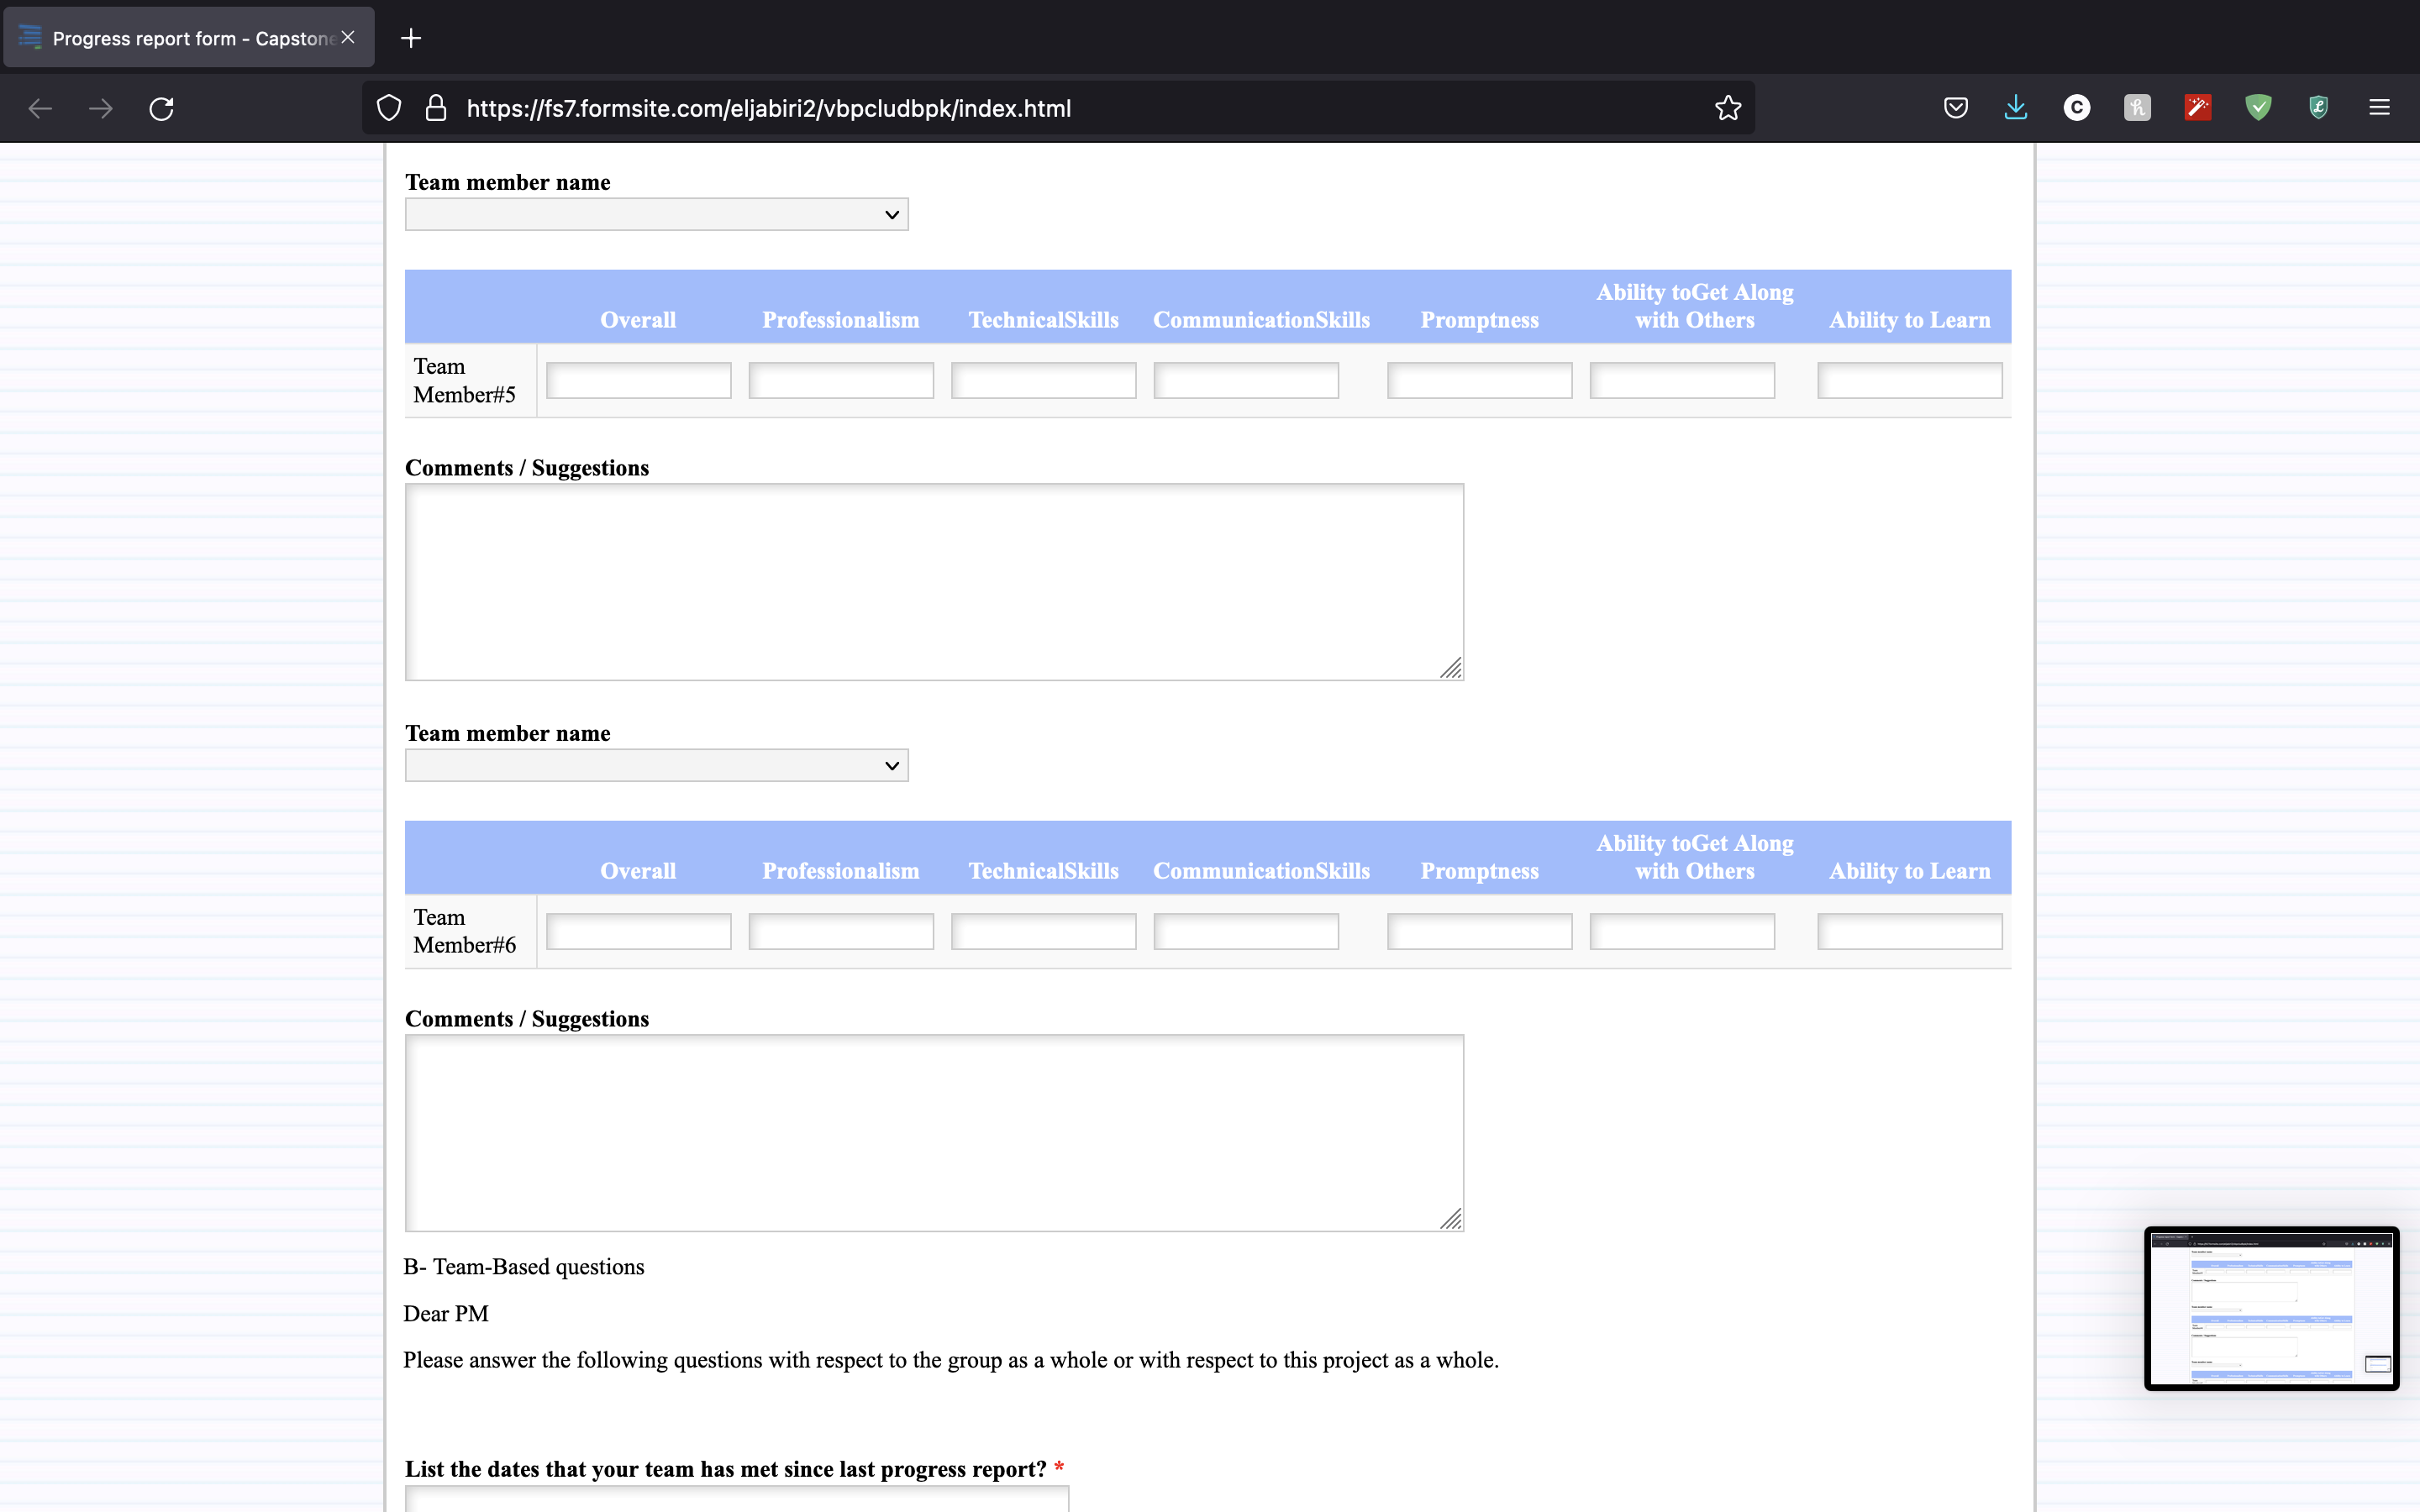 Progress report form - Capstone
https://fs7.formsite.com/eljabiri2/vbpcludbpk/index.html
Team member name
Overall Professionalism TechnicalSkills CommunicationSkills Promptness Ability toGet Along with Others Ability to Learn
Team
Member#5
Comments / Suggestions
Team member name
Overall Professionalism TechnicalSkills CommunicationSkills Promptness Ability toGet Along with Others Ability to Learn
Team
Member#6
Comments / Suggestions
B- Team-Based questions
Dear PM
Please answer the following questions with respect to the group as a whole or with respect to this project as a whole.
List the dates that your team has met since last progress report? *